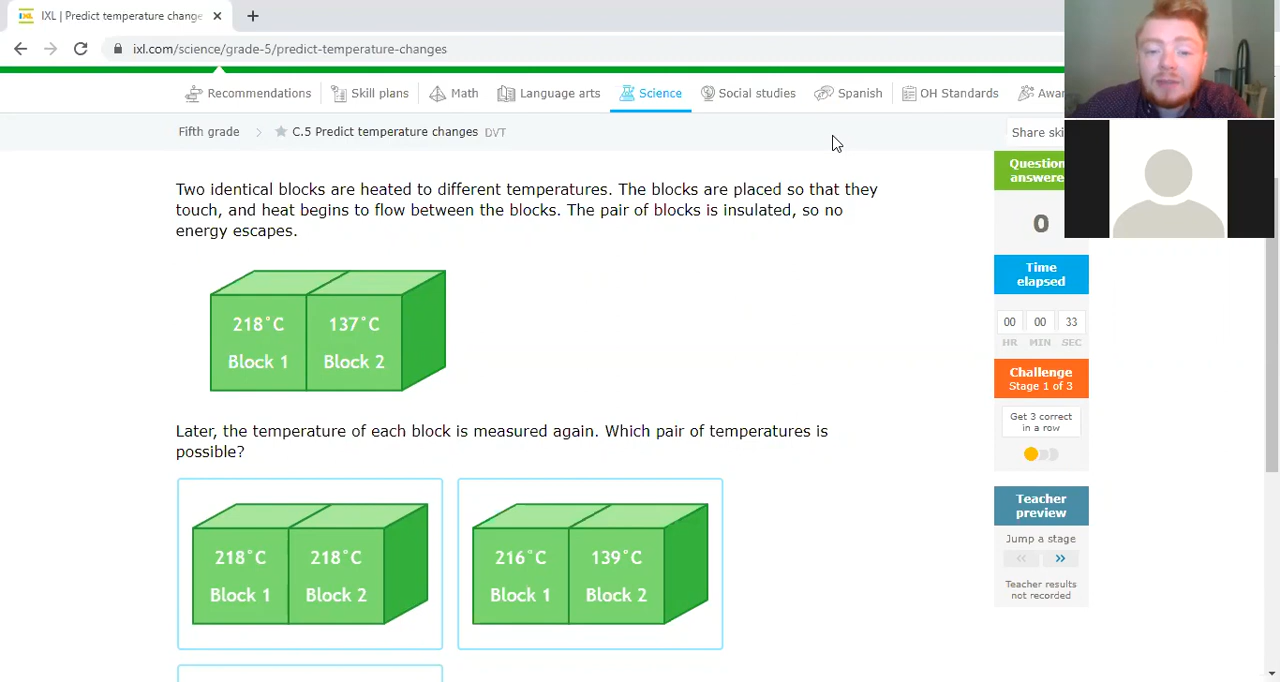 IXL | Predict temperature change
ixl.com/science/grade-5/predict-temperature-changes
Recommendations Skill plans Math Language arts Science Social studies Spanish OH Standards Awar
Fifth grade C.5 Predict temperature changes DVT Share ski
Two identical blocks are heated to different temperatures. The blocks are placed so that they
touch, and heat begins to flow between the blocks. The pair of blocks is insulated, so no
energy escapes.
218°C 137°C
Block 1 Block 2
Later, the temperature of each block is measured again. Which pair of temperatures is
possible?
218°C 218°C
Block 1 Block 2
216°C 139°C
Block 1 Block 2
Question
answere
0
Time
elapsed
00 00 33
HR MIN SEC
Challenge
Stage 1 of 3
Get 3 correct
in a row
Teacher
preview
Jump a stage
<< >>
Teacher results
not recorded